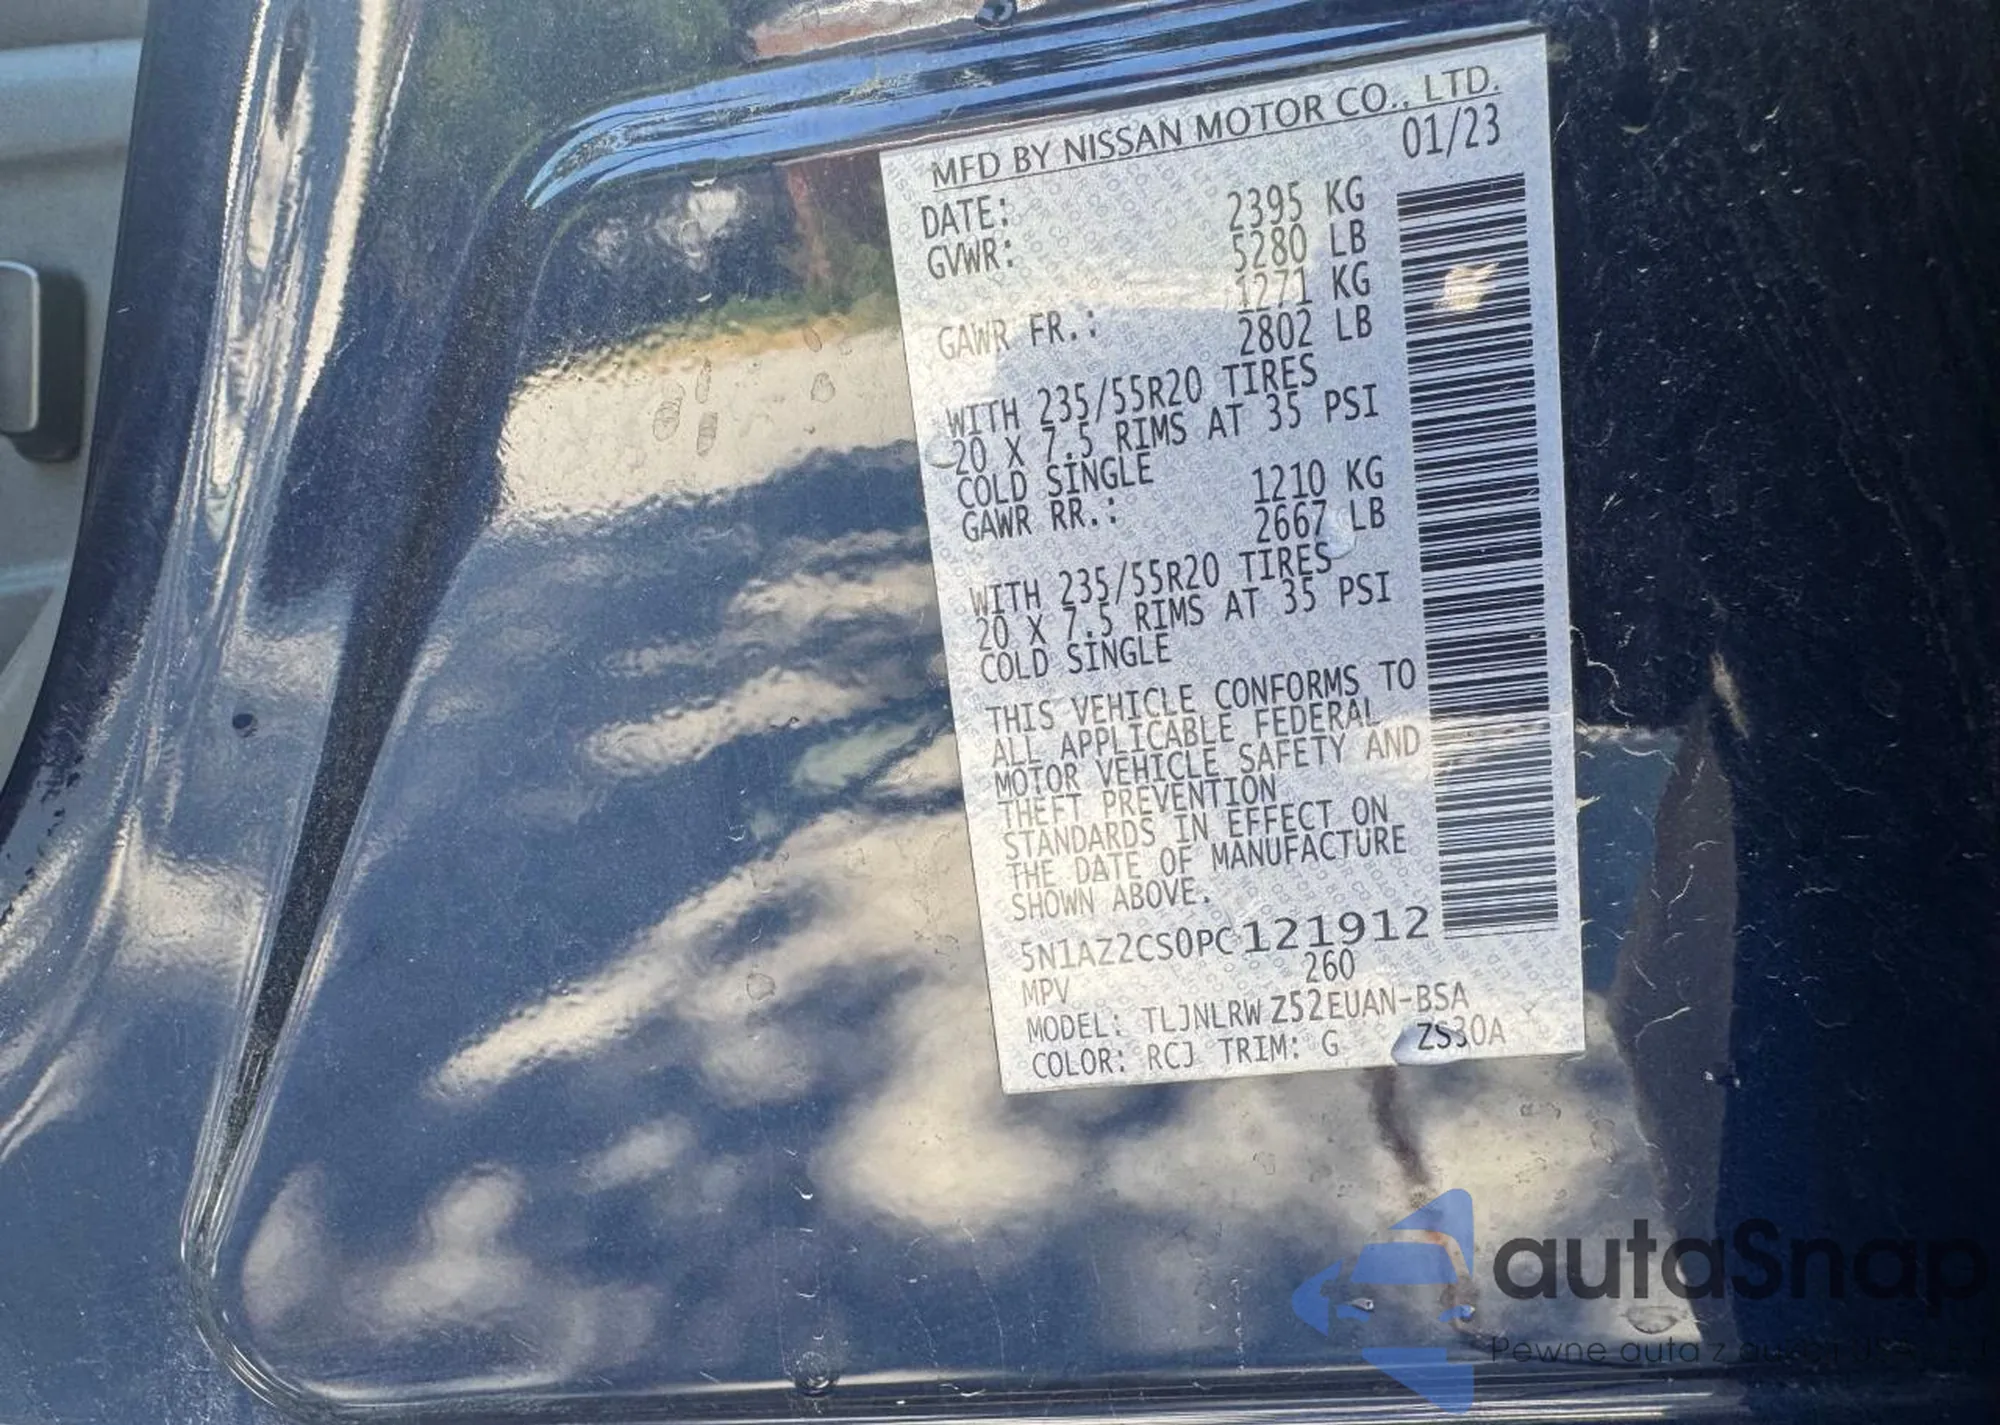 MFD BY NISSAN MOTOR CO., LTD.
DATE: 01/23
GVWR: 2395 KG
5280 LB
GAWR FR.: 1271 KG
2802 LB
WITH 235/55R20 TIRES
20 X 7.5 RIMS AT 35 PSI
COLD SINGLE
GAWR RR.: 1210 KG
2667 LB
WITH 235/55R20 TIRES
20 X 7.5 RIMS AT 35 PSI
COLD SINGLE
THIS VEHICLE CONFORMS TO
ALL APPLICABLE FEDERAL
MOTOR VEHICLE SAFETY AND
THEFT PREVENTION
STANDARDS IN EFFECT ON
THE DATE OF MANUFACTURE
SHOWN ABOVE.
5N1AZ2CS0PC121912
MPV 260
MODEL: TLJNLRWZ52EUAN-BSA
COLOR: RCJ TRIM: G ZS30A
autaSnap
Pewne auta z